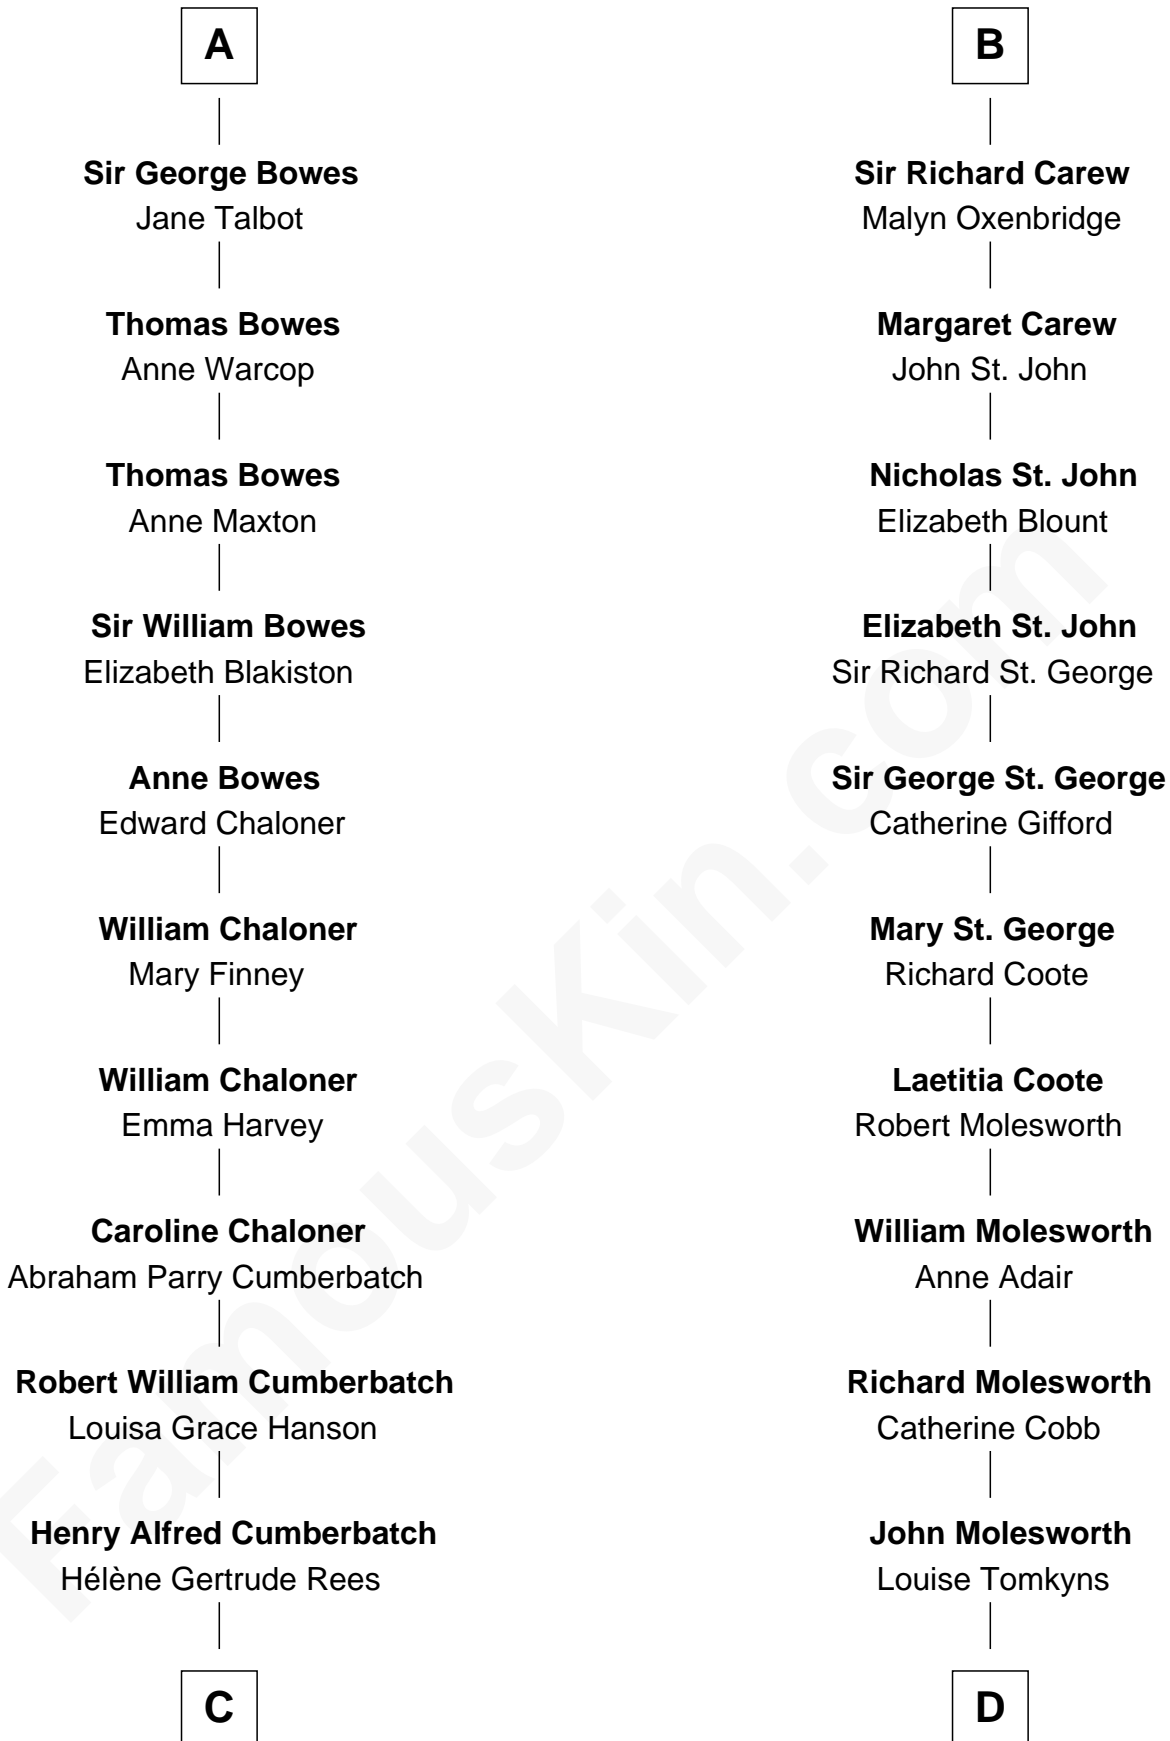 A
Sir George Bowes
Jane Talbot
Thomas Bowes
Anne Warcop
Thomas Bowes
Anne Maxton
Sir William Bowes
Elizabeth Blakiston
Anne Bowes
Edward Chaloner
William Chaloner
Mary Finney
William Chaloner
Emma Harvey
Caroline Chaloner
Abraham Parry Cumberbatch
Robert William Cumberbatch
Louisa Grace Hanson
Henry Alfred Cumberbatch
Hélène Gertrude Rees
C
B
Sir Richard Carew
Malyn Oxenbridge
Margaret Carew
John St. John
Nicholas St. John
Elizabeth Blount
Elizabeth St. John
Sir Richard St. George
Sir George St. George
Catherine Gifford
Mary St. George
Richard Coote
Laetitia Coote
Robert Molesworth
William Molesworth
Anne Adair
Richard Molesworth
Catherine Cobb
John Molesworth
Louise Tomkyns
D
FamousKin.com